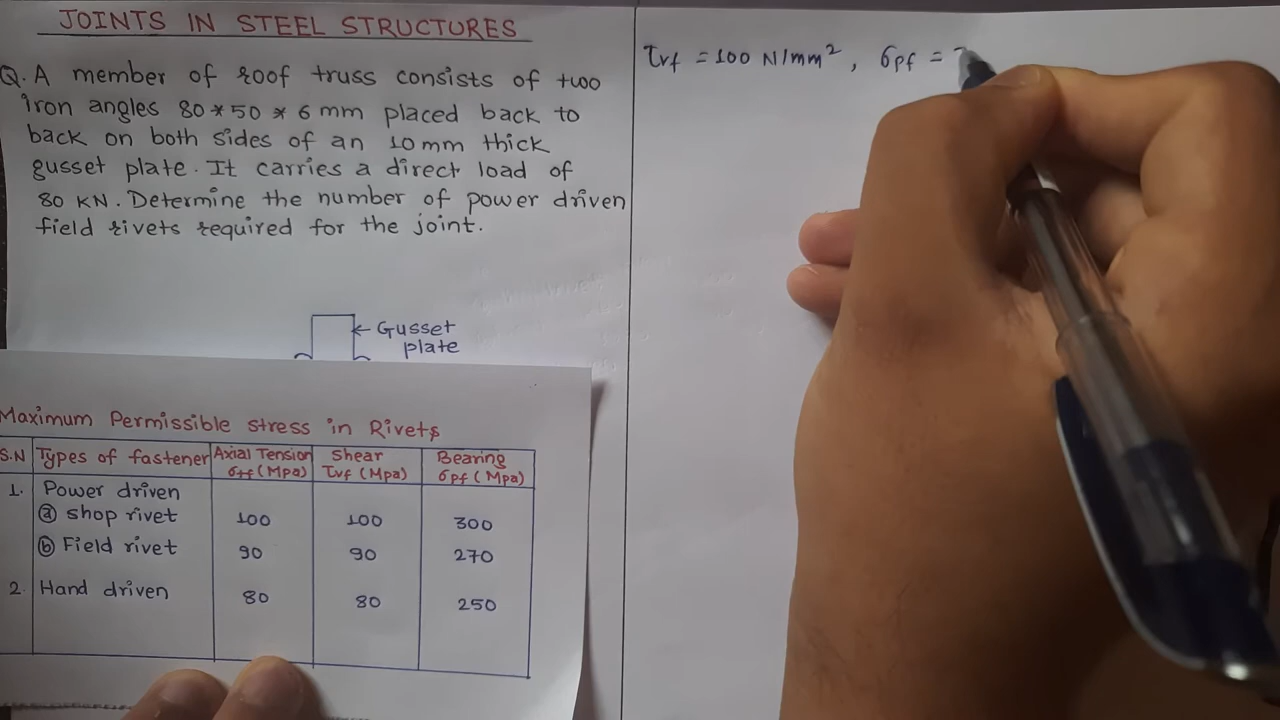 JOINTS IN STEEL STRUCTURES
Q. A member of roof truss consists of two
iron angles 80*50*6 mm placed back to
back on both sides of an 10mm thick
gusset plate. It carries a direct load of
80 KN. Determine the number of power driven
field rivets required for the joint.
← Gusset
plate
Maximum Permissible stress in Rivets
S.N Types of fastener Axial Tension σtf (Mpa) Shear τvf (Mpa) Bearing σpf (Mpa)
1. Power driven
ⓐ shop rivet 100 100 300
ⓑ Field rivet 90 90 270
2. Hand driven 80 80 250
τvf = 100 N/mm², σpf =